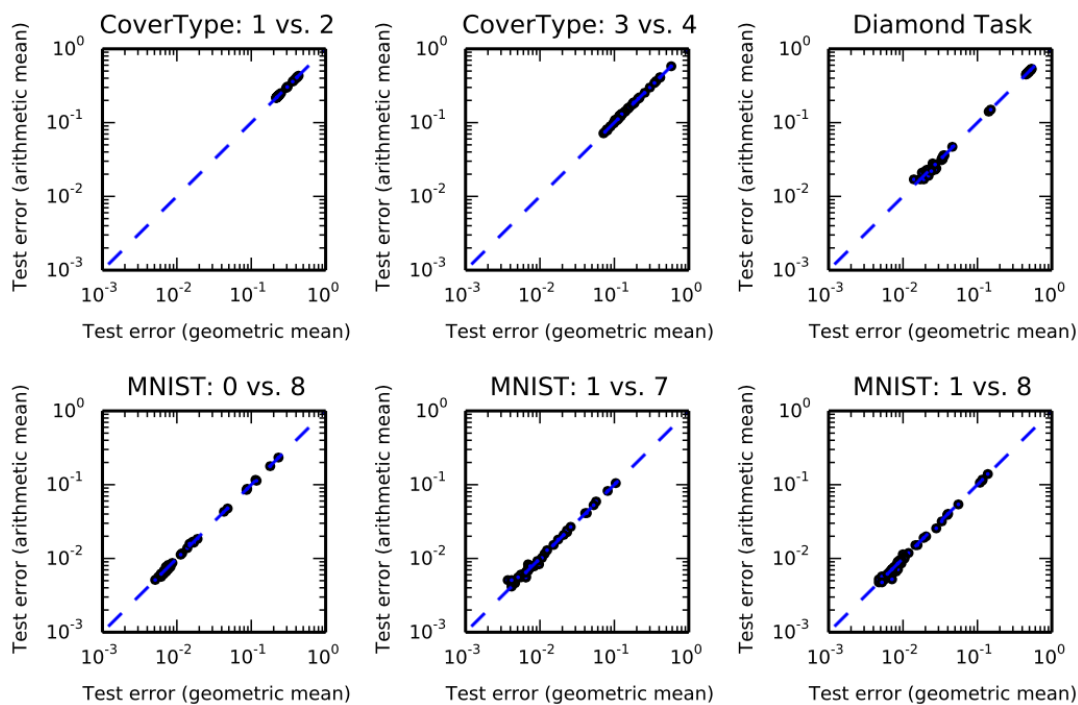 CoverType: 1 vs. 2
Test error (arithmetic mean)
10^0
10^-1
10^-2
10^-3
10^-3 10^-2 10^-1 10^0
Test error (geometric mean)
CoverType: 3 vs. 4
Test error (arithmetic mean)
10^0
10^-1
10^-2
10^-3
10^-3 10^-2 10^-1 10^0
Test error (geometric mean)
Diamond Task
Test error (arithmetic mean)
10^0
10^-1
10^-2
10^-3
10^-3 10^-2 10^-1 10^0
Test error (geometric mean)
MNIST: 0 vs. 8
Test error (arithmetic mean)
10^0
10^-1
10^-2
10^-3
10^-3 10^-2 10^-1 10^0
Test error (geometric mean)
MNIST: 1 vs. 7
Test error (arithmetic mean)
10^0
10^-1
10^-2
10^-3
10^-3 10^-2 10^-1 10^0
Test error (geometric mean)
MNIST: 1 vs. 8
Test error (arithmetic mean)
10^0
10^-1
10^-2
10^-3
10^-3 10^-2 10^-1 10^0
Test error (geometric mean)